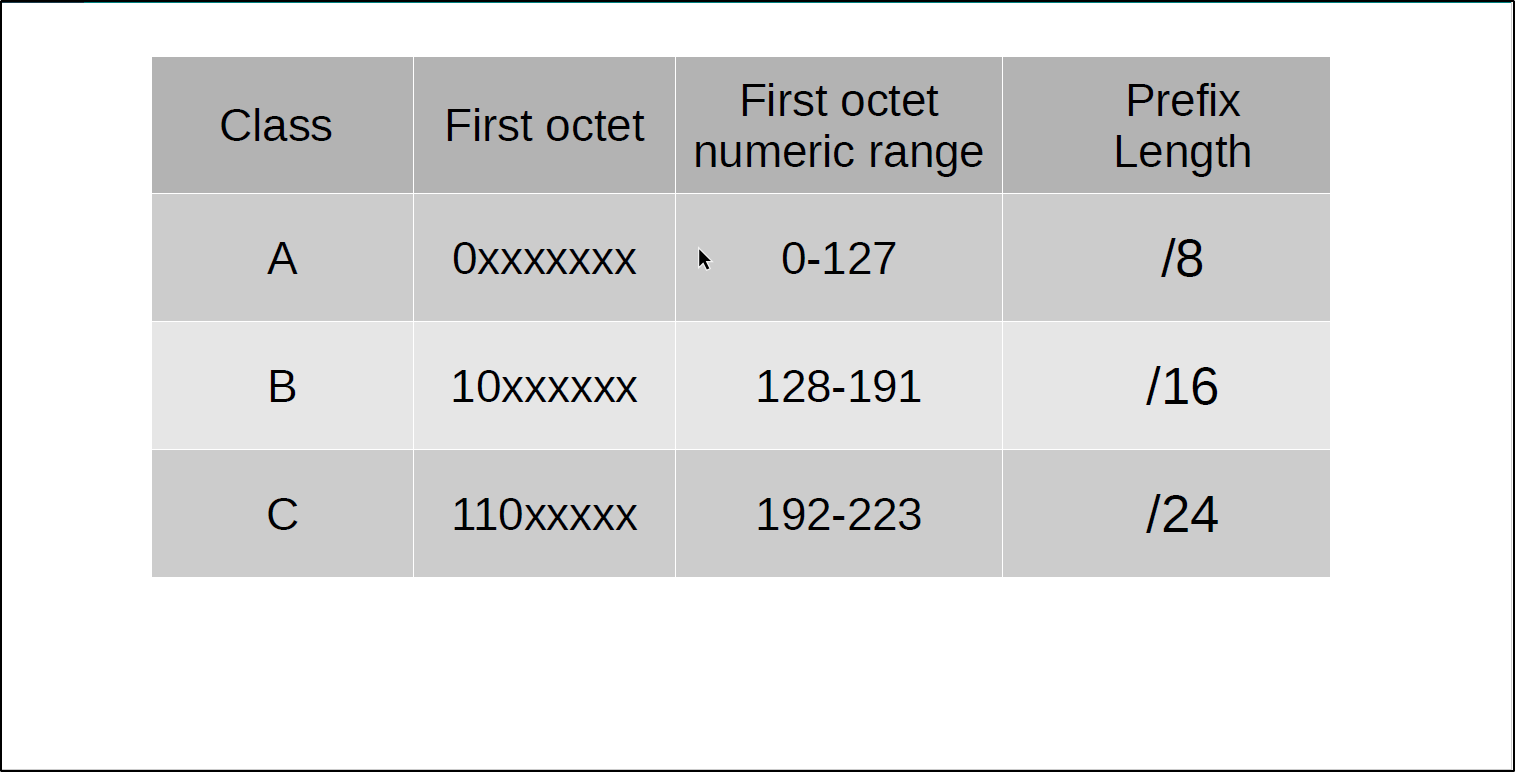 Class First octet First octet numeric range Prefix Length
A 0xxxxxxx 0-127 /8
B 10xxxxxx 128-191 /16
C 110xxxxx 192-223 /24